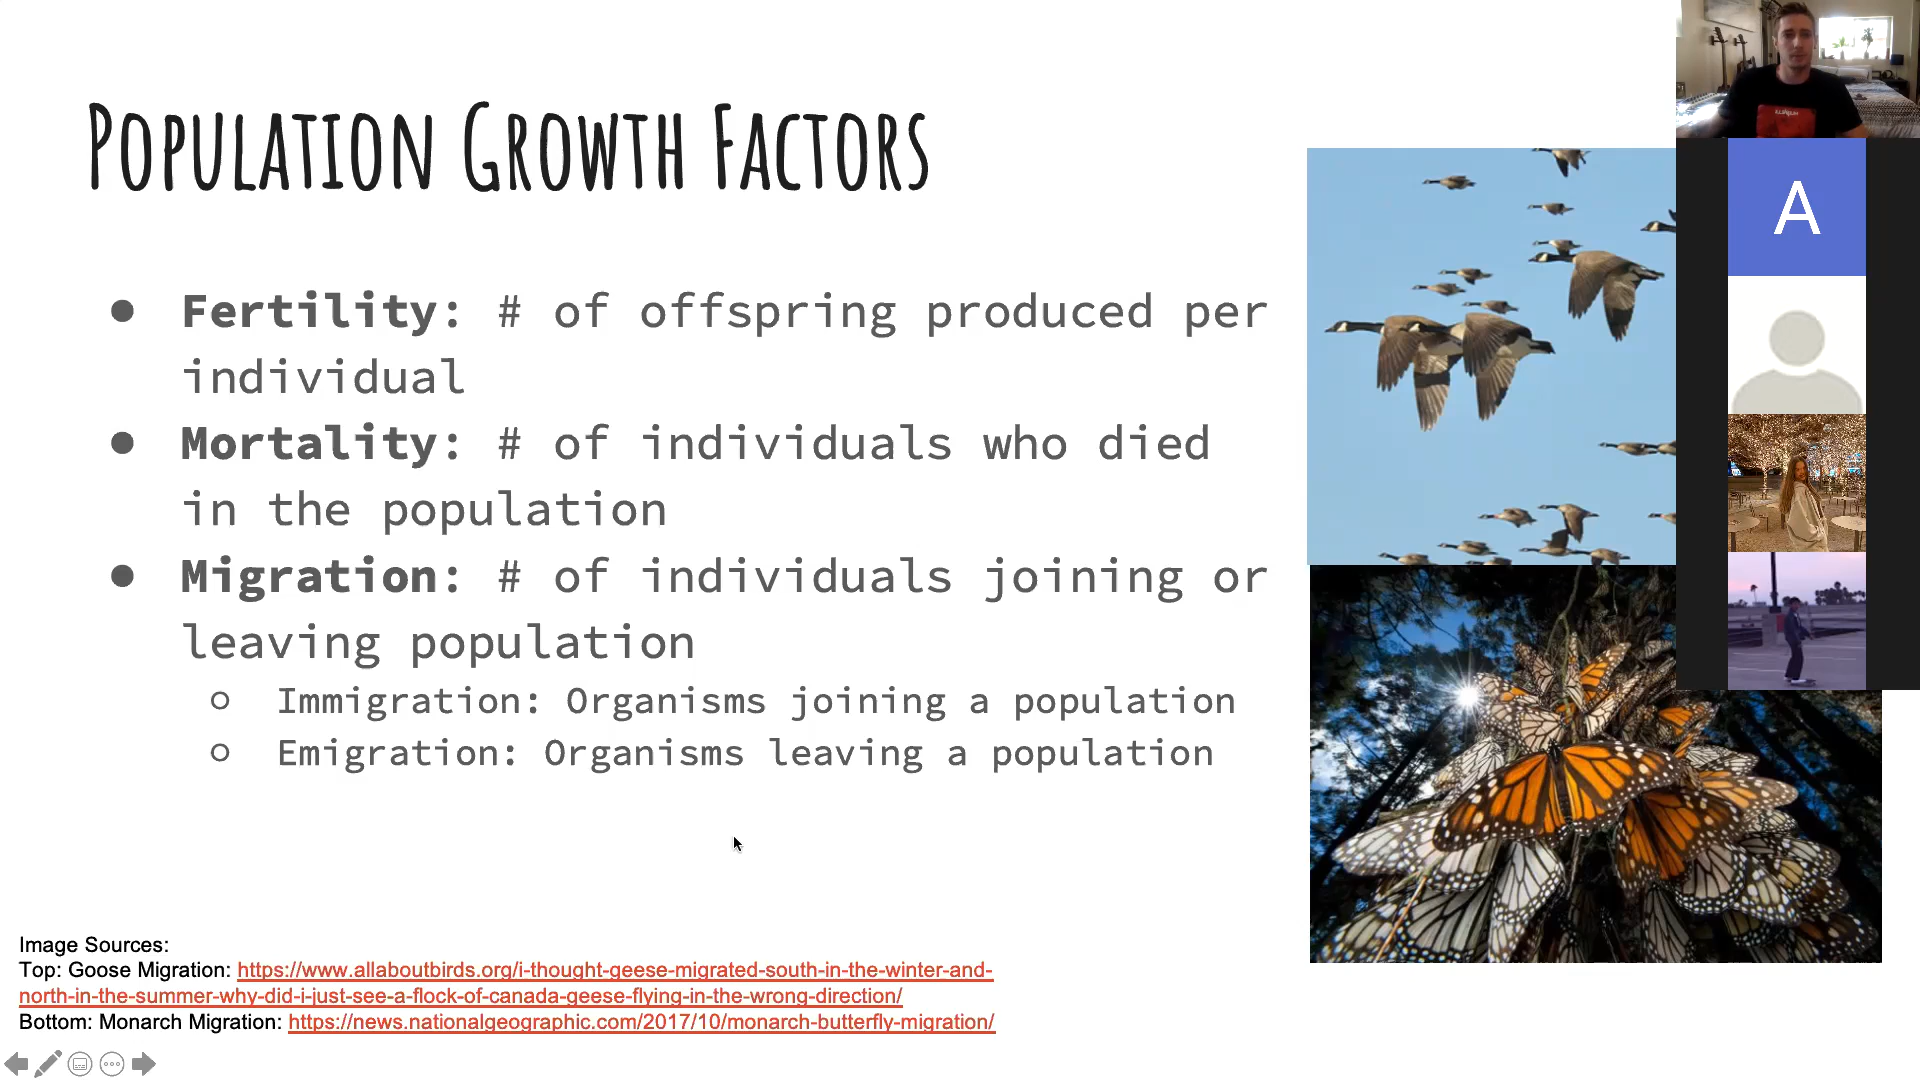 Population Growth Factors
● Fertility: # of offspring produced per
individual
● Mortality: # of individuals who died
in the population
● Migration: # of individuals joining or
leaving population
○ Immigration: Organisms joining a population
○ Emigration: Organisms leaving a population
Image Sources:
Top: Goose Migration: https://www.allaboutbirds.org/i-thought-geese-migrated-south-in-the-winter-and-
north-in-the-summer-why-did-i-just-see-a-flock-of-canada-geese-flying-in-the-wrong-direction/
Bottom: Monarch Migration: https://news.nationalgeographic.com/2017/10/monarch-butterfly-migration/
A